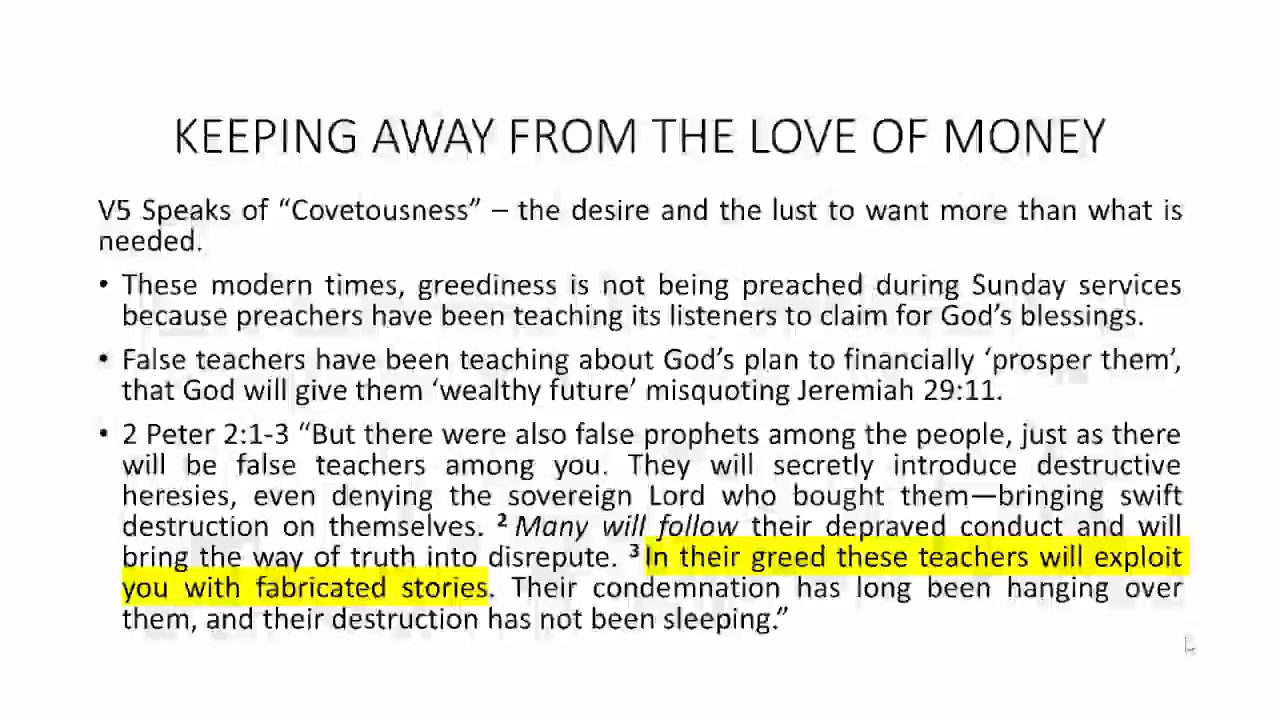 KEEPING AWAY FROM THE LOVE OF MONEY
V5 Speaks of “Covetousness” – the desire and the lust to want more than what is
needed.
• These modern times, greediness is not being preached during Sunday services
because preachers have been teaching its listeners to claim for God’s blessings.
• False teachers have been teaching about God’s plan to financially ‘prosper them’,
that God will give them ‘wealthy future’ misquoting Jeremiah 29:11.
• 2 Peter 2:1-3 “But there were also false prophets among the people, just as there
will be false teachers among you. They will secretly introduce destructive
heresies, even denying the sovereign Lord who bought them—bringing swift
destruction on themselves. ² Many will follow their depraved conduct and will
bring the way of truth into disrepute. ³ In their greed these teachers will exploit
you with fabricated stories. Their condemnation has long been hanging over
them, and their destruction has not been sleeping.”